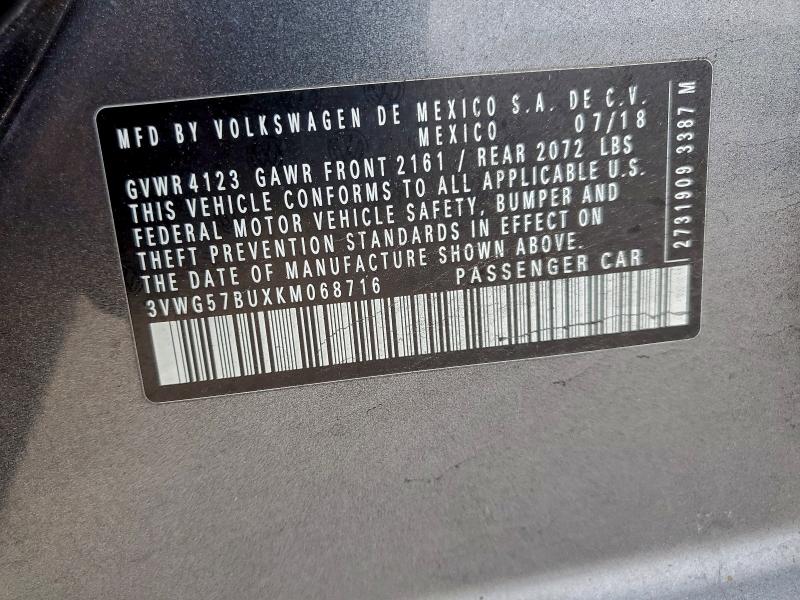 MFD BY VOLKSWAGEN DE MEXICO S.A. DE C.V.
MEXICO 07/18
GVWR 4123 GAWR FRONT 2161 / REAR 2072 LBS
THIS VEHICLE CONFORMS TO ALL APPLICABLE U.S.
FEDERAL MOTOR VEHICLE SAFETY, BUMPER AND
THEFT PREVENTION STANDARDS IN EFFECT ON
THE DATE OF MANUFACTURE SHOWN ABOVE.
3VWG57BUXKM068716 PASSENGER CAR
2731909 3387 M